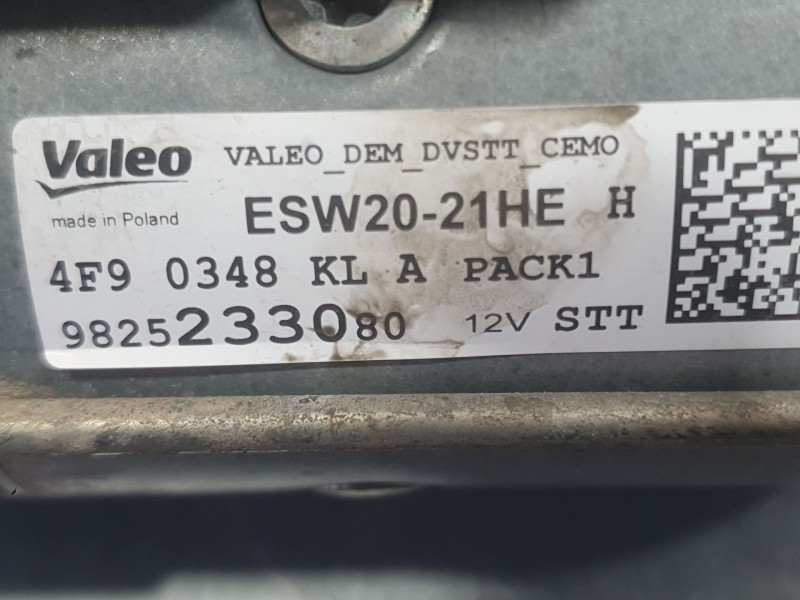 Valeo VALEO_DEM_DVSTT_CEMO
made in Poland ESW20-21HE H
4F9 0348 KL A PACK1
9825233080 12V STT